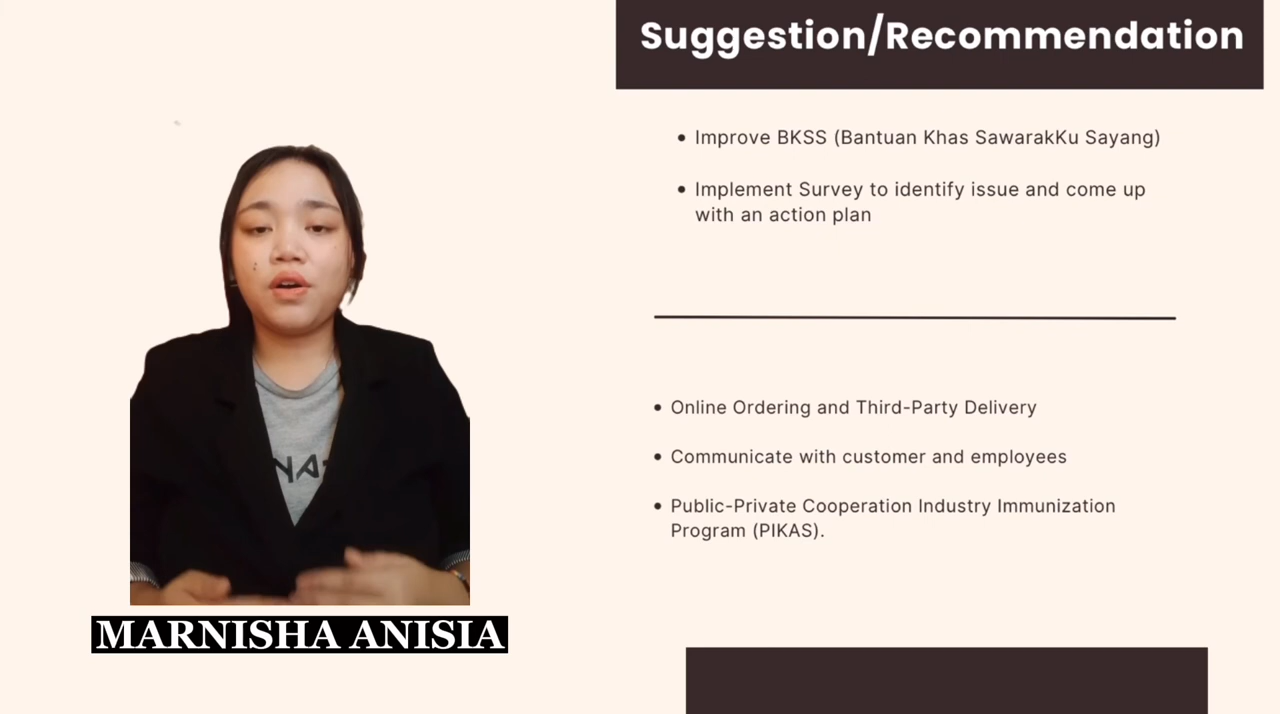 Suggestion/Recommendation
• Improve BKSS (Bantuan Khas SawarakKu Sayang)
• Implement Survey to identify issue and come up
with an action plan
• Online Ordering and Third-Party Delivery
• Communicate with customer and employees
• Public-Private Cooperation Industry Immunization
Program (PIKAS).
MARNISHA ANISIA